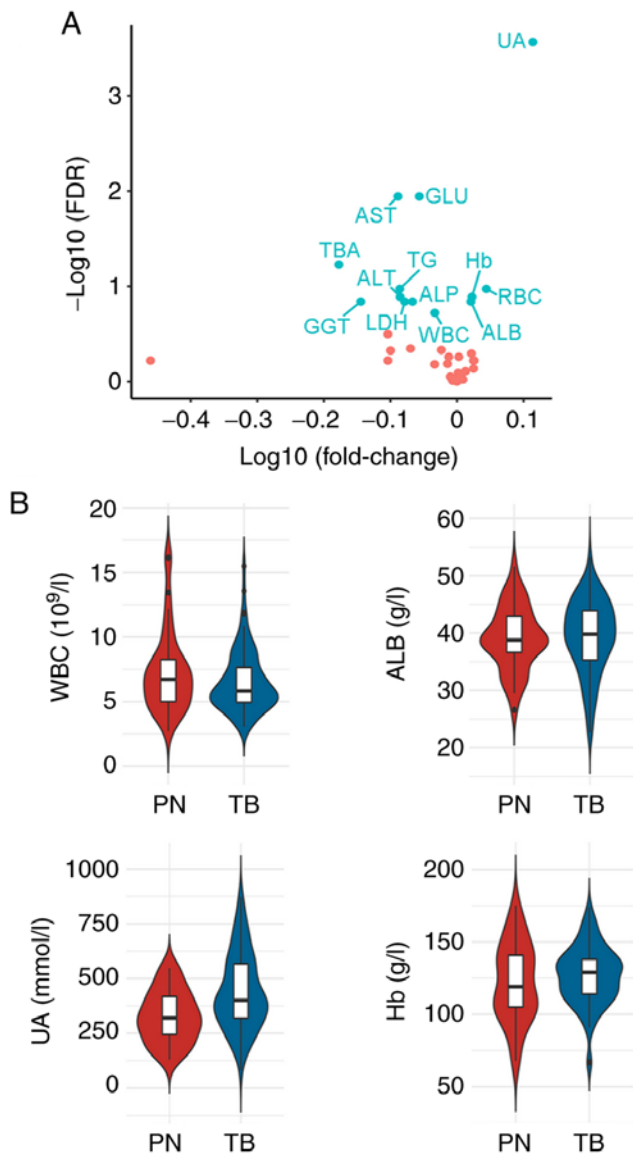 A
UA
3
−Log10 (FDR)
2
AST
GLU
TBA
TG
Hb
ALT
1
ALP
RBC
GGT
LDH
WBC
ALB
0
−0.4
−0.3
−0.2
−0.1
0
0.1
Log10 (fold-change)
B
20
15
10
5
0
WBC (10⁹/l)
PN
TB
60
50
40
30
20
ALB (g/l)
PN
TB
1000
750
500
250
0
UA (mmol/l)
PN
TB
200
150
100
50
Hb (g/l)
PN
TB